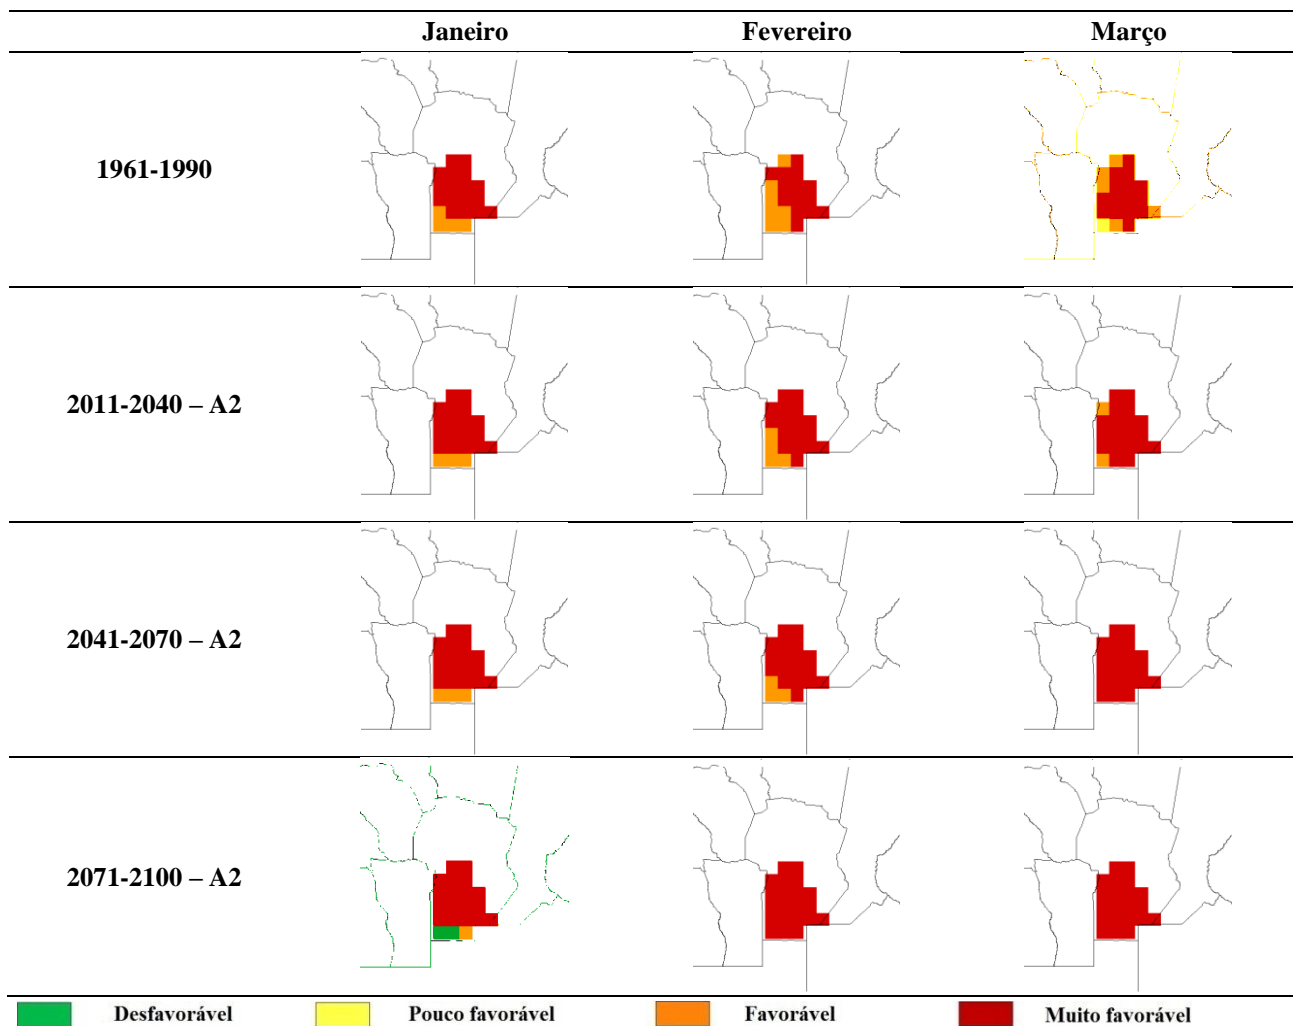 Janeiro Fevereiro Março
1961-1990
2011-2040 – A2
2041-2070 – A2
2071-2100 – A2
Desfavorável Pouco favorável Favorável Muito favorável